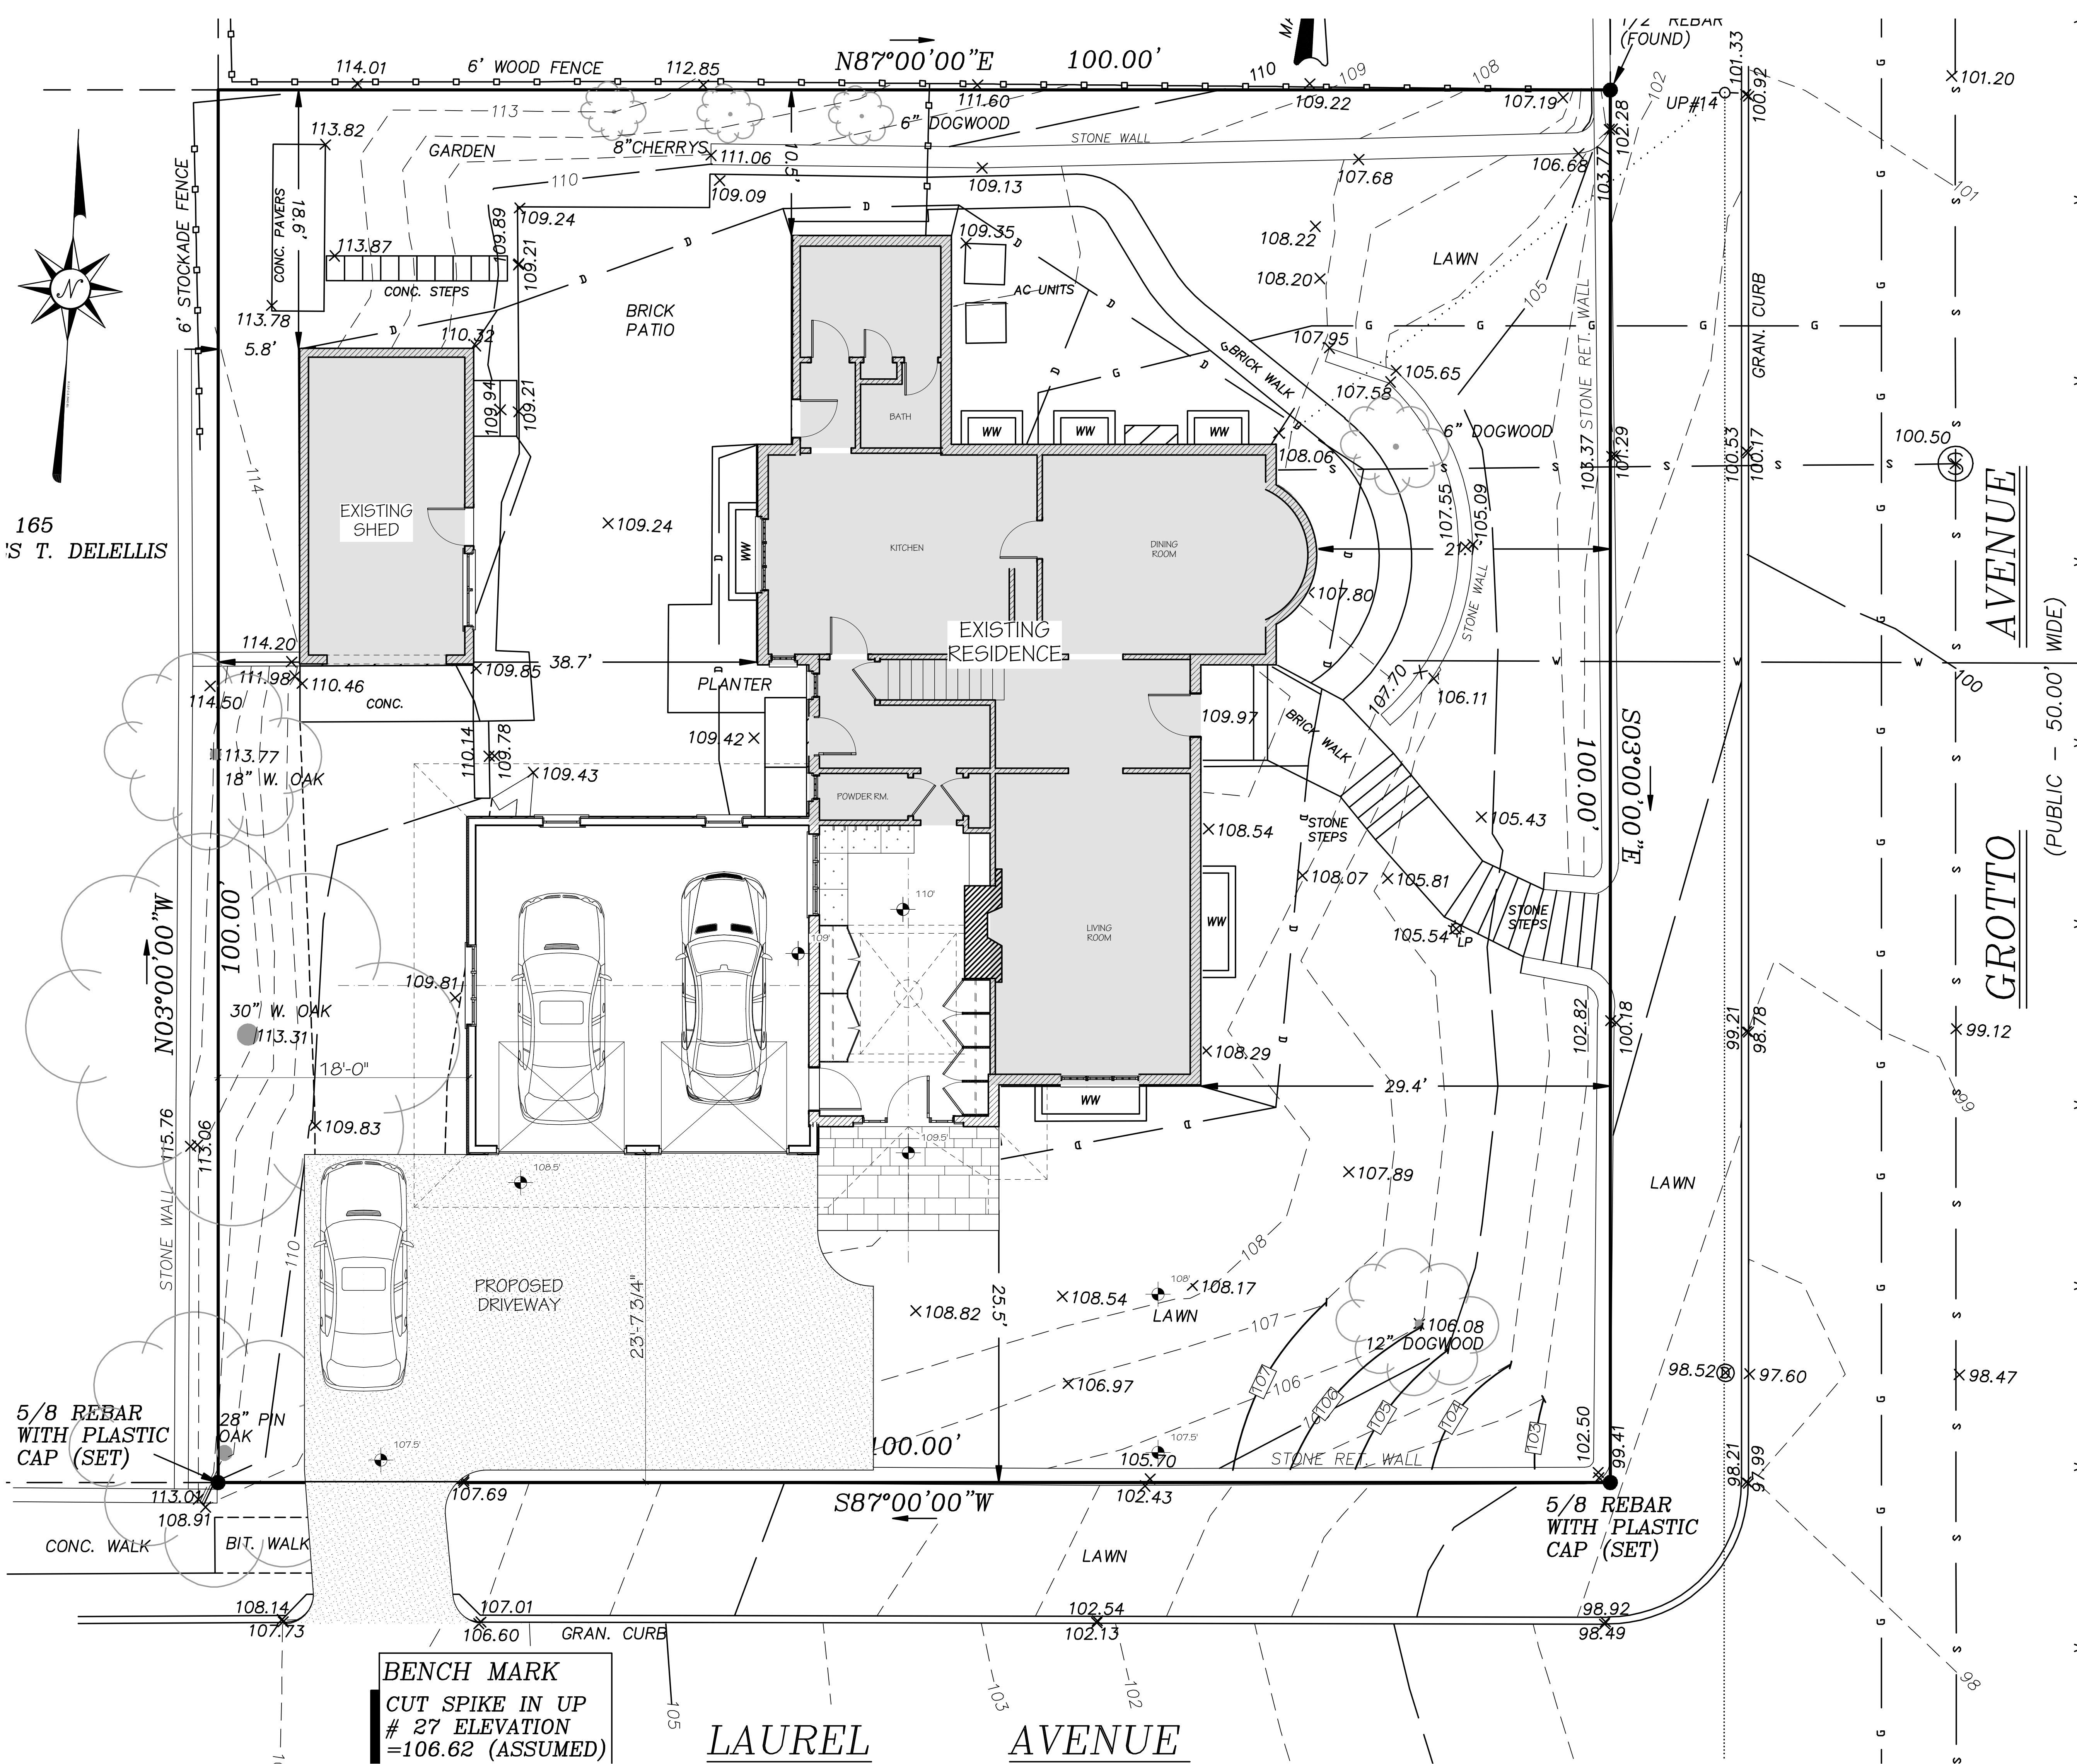 1/2" REBAR
(FOUND)
N87°00'00"E 100.00'
6' WOOD FENCE
114.01
112.85
111.60
110
109
108
109.22
107.19
102
UP#14
101.33
100.92
101.20
102.28
103.77
113
113.82
GARDEN
8"CHERRYS
111.06
6" DOGWOOD
STONE WALL
106.68
107.68
109.13
109.09
110
10.5'
18.6'
6' STOCKADE FENCE
CONC. PAVERS
113.87
CONC. STEPS
113.78
109.89
109.24
109.21
110.32
5.8'
N
BRICK
PATIO
109.35
AC UNITS
108.22
108.20
LAWN
105
STONE RET. WALL
GRAN. CURB
101
107.95
105.65
107.58
BRICK WALK
6" DOGWOOD
109.94
109.21
BATH
WW
WW
WW
108.06
103.37
101.29
100.53
100.17
100.50
114
EXISTING
SHED
109.24
WW
KITCHEN
DINING
ROOM
107.55
105.09
STONE WALL
107.80
165
T. DELELLIS
AVENUE
GROTTO
(PUBLIC - 50.00' WIDE)
EXISTING
RESIDENCE
114.20
111.98
110.46
114.50
109.85
38.7'
PLANTER
CONC.
109.97
BRICK WALK
107.70
106.11
100
113.77
18" W. OAK
110.14
109.78
109.42
109.43
POWDER RM.
108.54
STONE
STEPS
105.43
S03°00'00"E
100.00'
N03°00'00"W
100.00'
110'
109'
LIVING
ROOM
WW
108.07
105.81
STONE
STEPS
105.54
LP
109.81
30" W. OAK
113.31
102.82
100.18
99.21
98.78
99.12
18'-0"
108.29
29.4'
99
WW
115.76
113.06
STONE WALL
109.83
109.5'
108.5'
107.89
LAWN
110
PROPOSED
DRIVEWAY
23'-7 3/4"
25.5'
108
108'
108.17
108.54
LAWN
108.82
107
106.08
12" DOGWOOD
98.52
97.60
98.47
106.97
106
107
106
105
104
103
5/8 REBAR
WITH PLASTIC
CAP (SET)
28" PIN
OAK
107.5'
100.00'
107.5'
105.70
STONE RET. WALL
102.50
99.41
98.21
97.99
113.01
108.91
107.69
S87°00'00"W
102.43
5/8 REBAR
WITH PLASTIC
CAP (SET)
CONC. WALK
BIT. WALK
LAWN
108.14
107.73
107.01
106.60
GRAN. CURB
102.54
102.13
98.92
98.49
BENCH MARK
CUT SPIKE IN UP
# 27 ELEVATION
=106.62 (ASSUMED)
105
103
102
98
LAUREL AVENUE